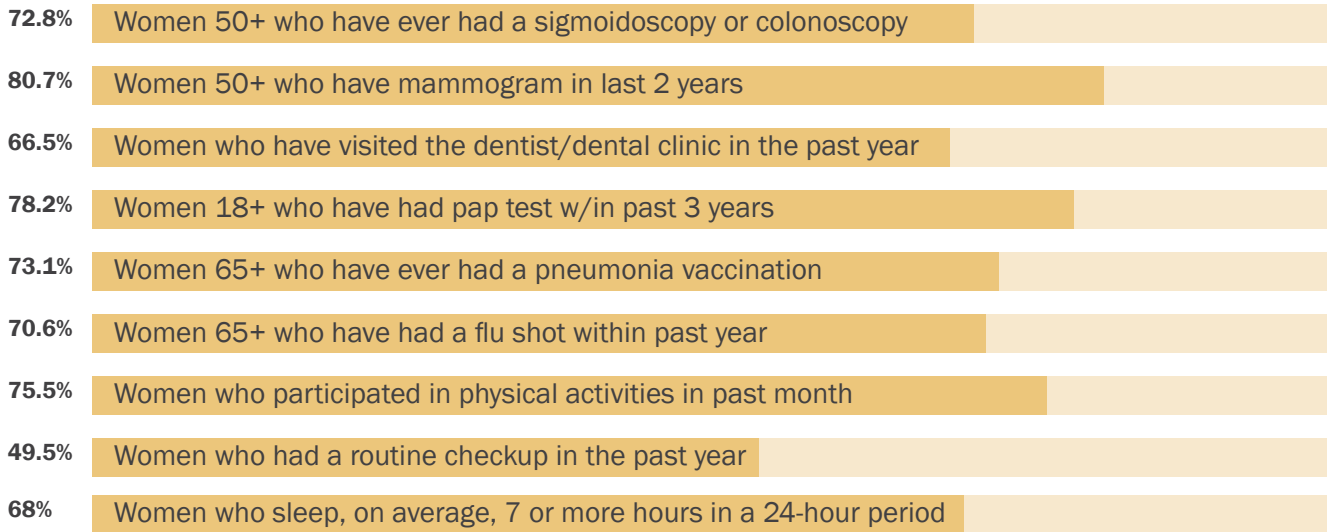 72.8% Women 50+ who have ever had a sigmoidoscopy or colonoscopy
80.7% Women 50+ who have mammogram in last 2 years
66.5% Women who have visited the dentist/dental clinic in the past year
78.2% Women 18+ who have had pap test w/in past 3 years
73.1% Women 65+ who have ever had a pneumonia vaccination
70.6% Women 65+ who have had a flu shot within past year
75.5% Women who participated in physical activities in past month
49.5% Women who had a routine checkup in the past year
68% Women who sleep, on average, 7 or more hours in a 24-hour period